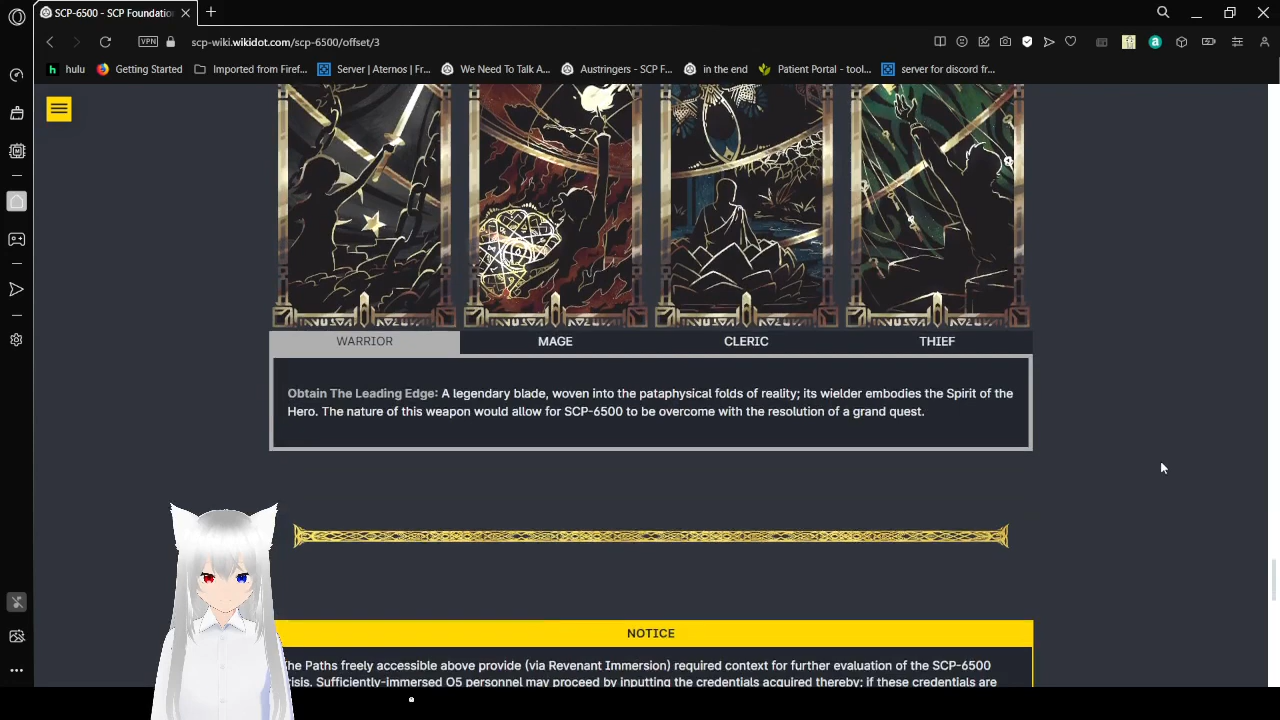 SCP-6500 - SCP Foundatio
VPN
scp-wiki.wikidot.com/scp-6500/offset/3
hulu
Getting Started
Imported from Firef...
Server | Aternos | Fr...
We Need To Talk A...
Austringers - SCP F...
in the end
Patient Portal - tool...
server for discord fr...
WARRIOR
MAGE
CLERIC
THIEF
Obtain The Leading Edge: A legendary blade, woven into the pataphysical folds of reality; its wielder embodies the Spirit of the
Hero. The nature of this weapon would allow for SCP-6500 to be overcome with the resolution of a grand quest.
NOTICE
The Paths freely accessible above provide (via Revenant Immersion) required context for further evaluation of the SCP-6500
isis. Sufficiently-immersed O5 personnel may proceed by inputting the credentials acquired thereby; if these credentials are